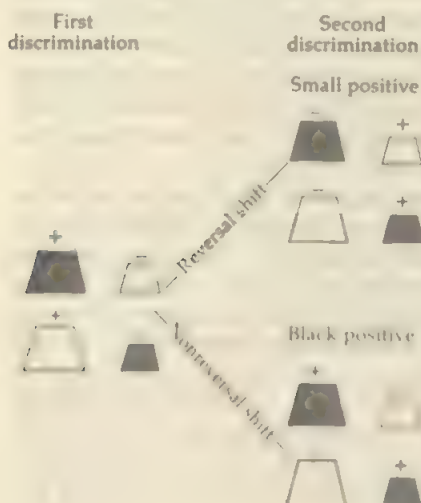 First
discrimination
Second
discrimination
Small positive
−
+
−
+
+
−
+
Reversal shift
Nonreversal shift
Black positive
+
+